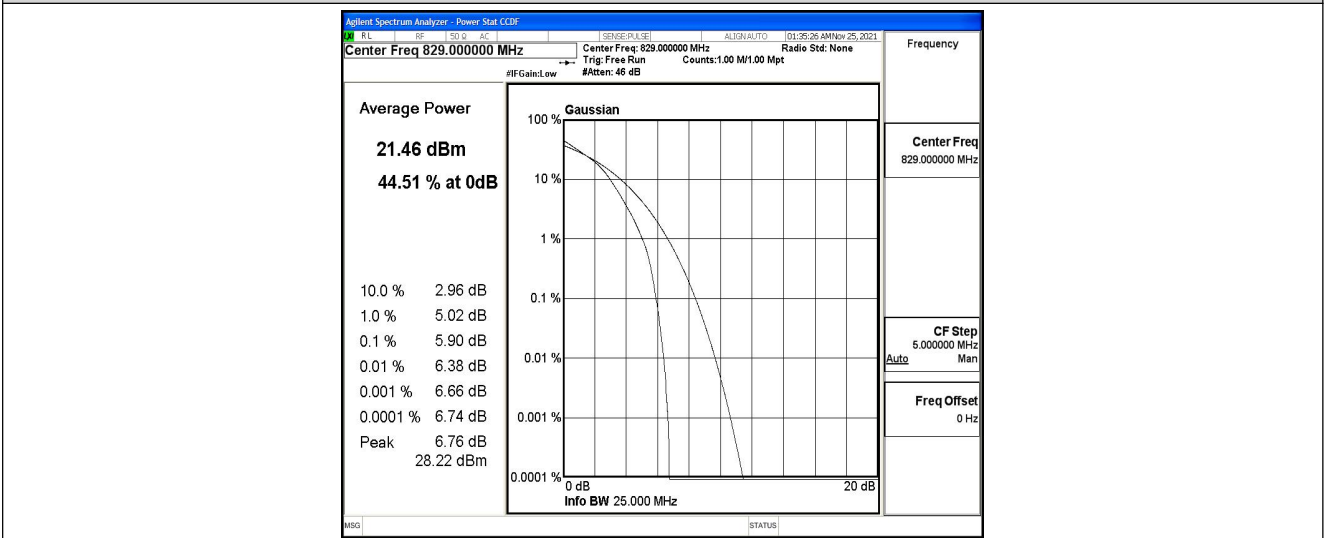 Agilent Spectrum Analyzer - Power Stat CCDF
LXI RL RF 50 Ω AC SENSE:PULSE ALIGN AUTO 01:35:26 AM Nov 25, 2021
Center Freq 829.000000 MHz
Center Freq: 829.000000 MHz Radio Std: None
Trig: Free Run Counts:1.00 M/1.00 Mpt
#IFGain:Low #Atten: 46 dB
Frequency
Average Power
21.46 dBm
44.51 % at 0dB
10.0 % 2.96 dB
1.0 % 5.02 dB
0.1 % 5.90 dB
0.01 % 6.38 dB
0.001 % 6.66 dB
0.0001 % 6.74 dB
Peak 6.76 dB
28.22 dBm
Gaussian
100 %
10 %
1 %
0.1 %
0.01 %
0.001 %
0.0001 %
0 dB 20 dB
Info BW 25.000 MHz
Center Freq
829.000000 MHz
CF Step
5.000000 MHz
Auto Man
Freq Offset
0 Hz
MSG STATUS